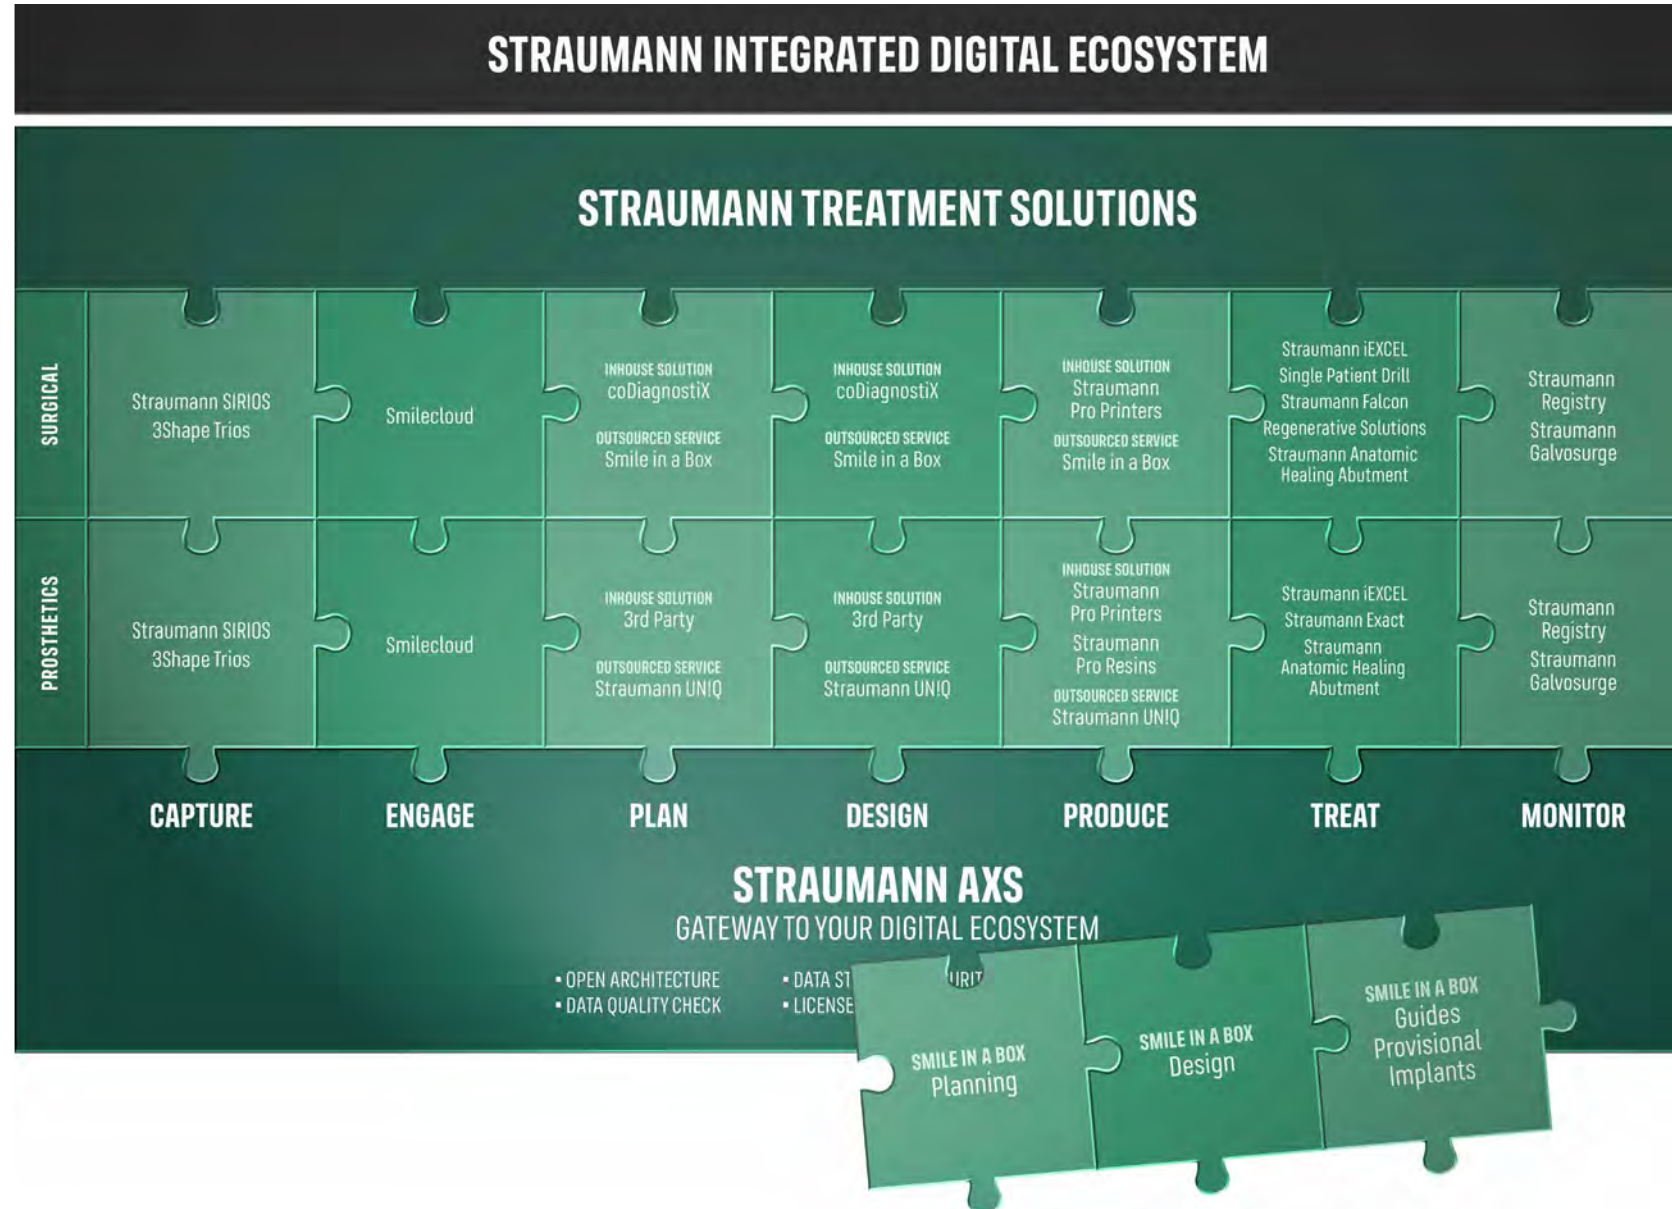 STRAUMANN INTEGRATED DIGITAL ECOSYSTEM
STRAUMANN TREATMENT SOLUTIONS
SURGICAL
Straumann SIRIOS
3Shape Trios
Smilecloud
INHOUSE SOLUTION
coDiagnostiX
OUTSOURCED SERVICE
Smile in a Box
INHOUSE SOLUTION
coDiagnostiX
OUTSOURCED SERVICE
Smile in a Box
INHOUSE SOLUTION
Straumann
Pro Printers
OUTSOURCED SERVICE
Smile in a Box
Straumann iEXCEL
Single Patient Drill
Straumann Falcon
Regenerative Solutions
Straumann Anatomic
Healing Abutment
Straumann
Registry
Straumann
Galvosurge
PROSTHETICS
Straumann SIRIOS
3Shape Trios
Smilecloud
INHOUSE SOLUTION
3rd Party
OUTSOURCED SERVICE
Straumann UN!Q
INHOUSE SOLUTION
3rd Party
OUTSOURCED SERVICE
Straumann UN!Q
INHOUSE SOLUTION
Straumann
Pro Printers
Straumann
Pro Resins
OUTSOURCED SERVICE
Straumann UN!Q
Straumann iEXCEL
Straumann Exact
Straumann
Anatomic Healing
Abutment
Straumann
Registry
Straumann
Galvosurge
CAPTURE
ENGAGE
PLAN
DESIGN
PRODUCE
TREAT
MONITOR
STRAUMANN AXS
GATEWAY TO YOUR DIGITAL ECOSYSTEM
▪ OPEN ARCHITECTURE
▪ DATA QUALITY CHECK
▪ DATA
▪ LICENSE
SMILE IN A BOX
Planning
SMILE IN A BOX
Design
SMILE IN A BOX
Guides
Provisional
Implants